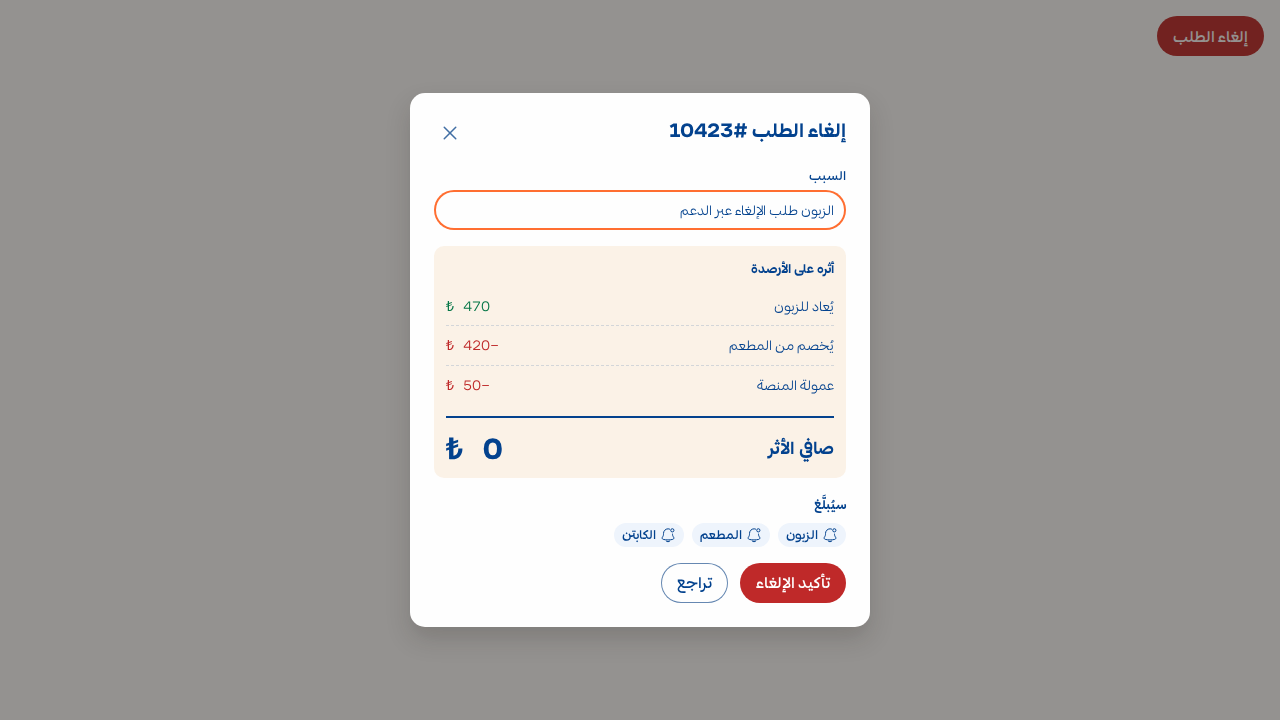 إلغاء الطلب
إلغاء الطلب #10423
السبب
الزبون طلب الإلغاء عبر الدعم
أثره على الأرصدة
يُعاد للزبون 470 ₺
يُخصم من المطعم −420 ₺
عمولة المنصة −50 ₺
صافي الأثر 0 ₺
سيُبلَّغ
الزبون المطعم الكابتن
تأكيد الإلغاء تراجع